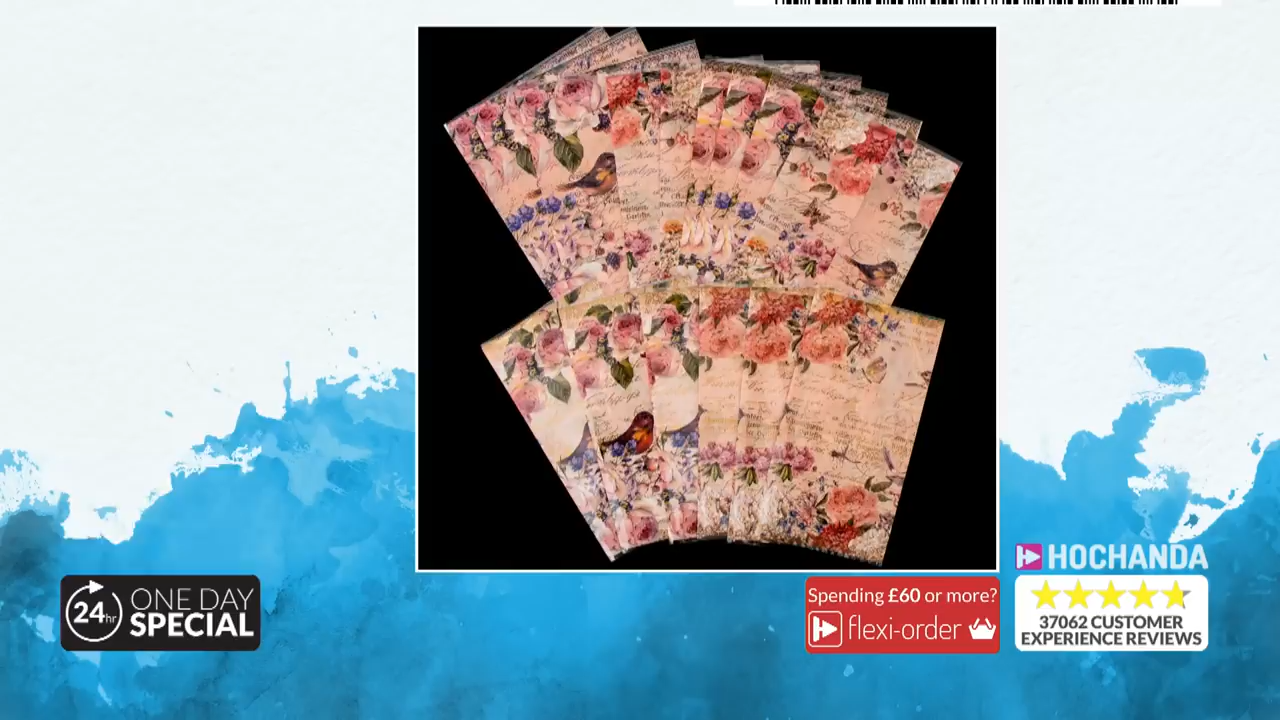 24hr
ONE DAY
SPECIAL
Spending £60 or more?
flexi-order
HOCHANDA
37062 CUSTOMER
EXPERIENCE REVIEWS